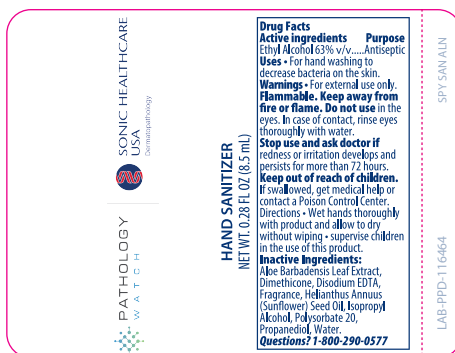 PATHOLOGY
WATCH
SONIC HEALTHCARE
USA
Dermatopathology
HAND SANITIZER
NET WT. 0.28 FL OZ (8.5 mL)
Drug Facts
Active ingredients Purpose
Ethyl Alcohol 63% v/v.....Antiseptic
Uses • For hand washing to
decrease bacteria on the skin.
Warnings • For external use only.
Flammable. Keep away from
fire or flame. Do not use in the
eyes. In case of contact, rinse eyes
thoroughly with water.
Stop use and ask doctor if
redness or irritation develops and
persists for more than 72 hours.
Keep out of reach of children.
If swallowed, get medical help or
contact a Poison Control Center.
Directions • Wet hands thoroughly
with product and allow to dry
without wiping • supervise children
in the use of this product.
Inactive Ingredients:
Aloe Barbadensis Leaf Extract,
Dimethicone, Disodium EDTA,
Fragrance, Helianthus Annuus
(Sunflower) Seed Oil, Isopropyl
Alcohol, Polysorbate 20,
Propanediol, Water.
Questions? 1-800-290-0577
LAB-PPD-116464
SPY SAN ALN